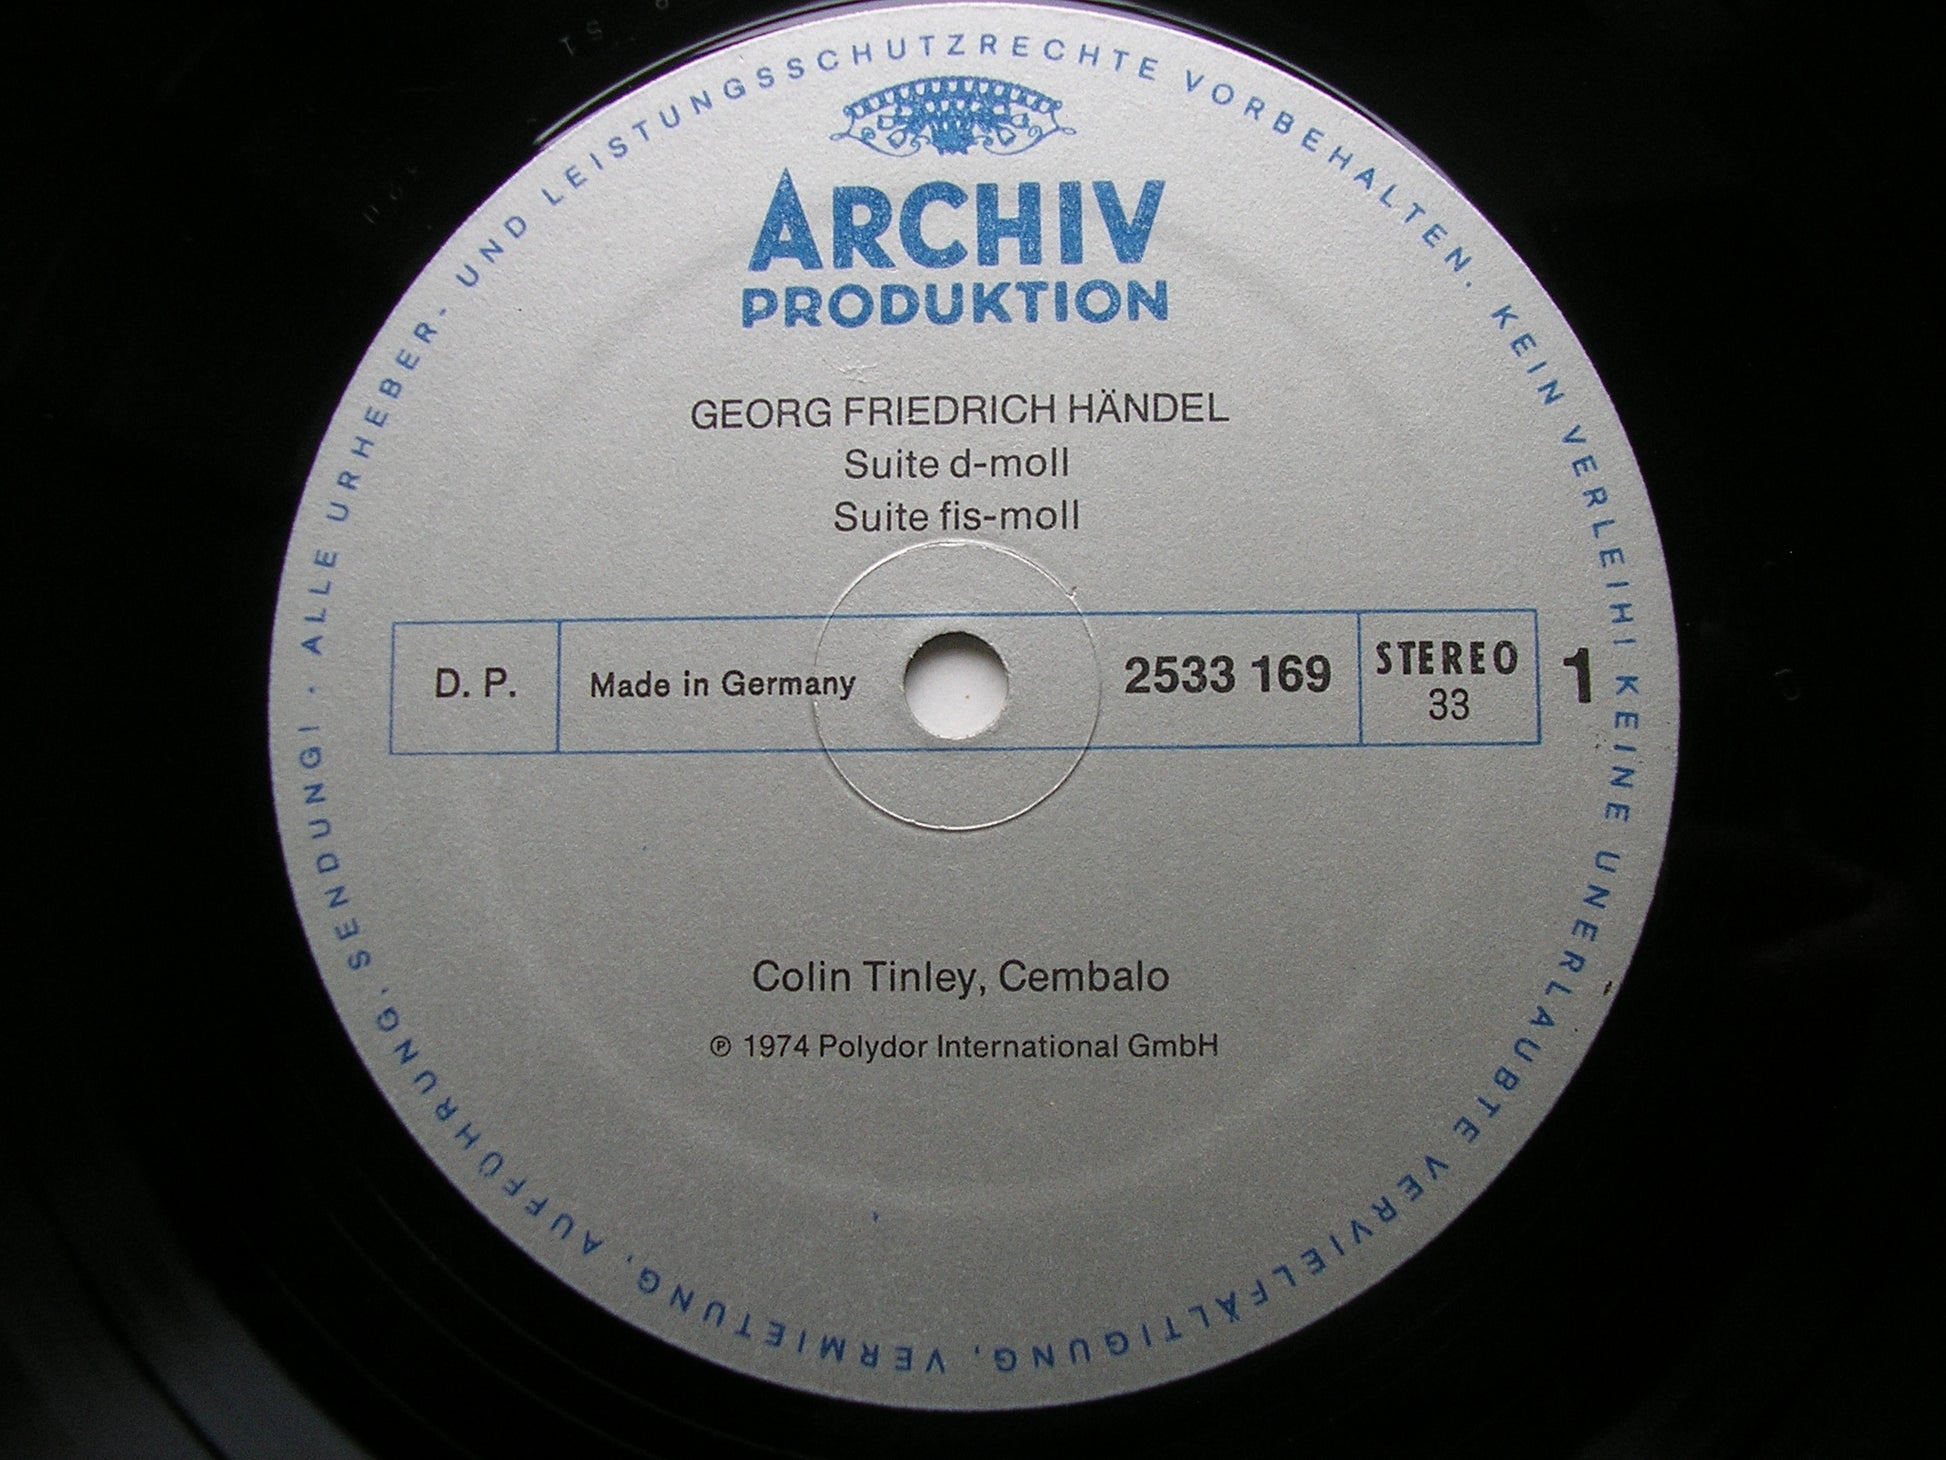 ALLE URHEBER- UND LEISTUNGSSCHUTZRECHTE VORBEHALTEN. KEIN VERLEIH! KEINE UNERLAUBTE VERVIELFÄLTIGUNG, VERMIETUNG, AUFFÜHRUNG, SENDUNG! ·
ARCHIV
PRODUKTION
GEORG FRIEDRICH HÄNDEL
Suite d-moll
Suite fis-moll
D. P.
Made in Germany
2533 169
STEREO
33
1
Colin Tinley, Cembalo
℗ 1974 Polydor International GmbH